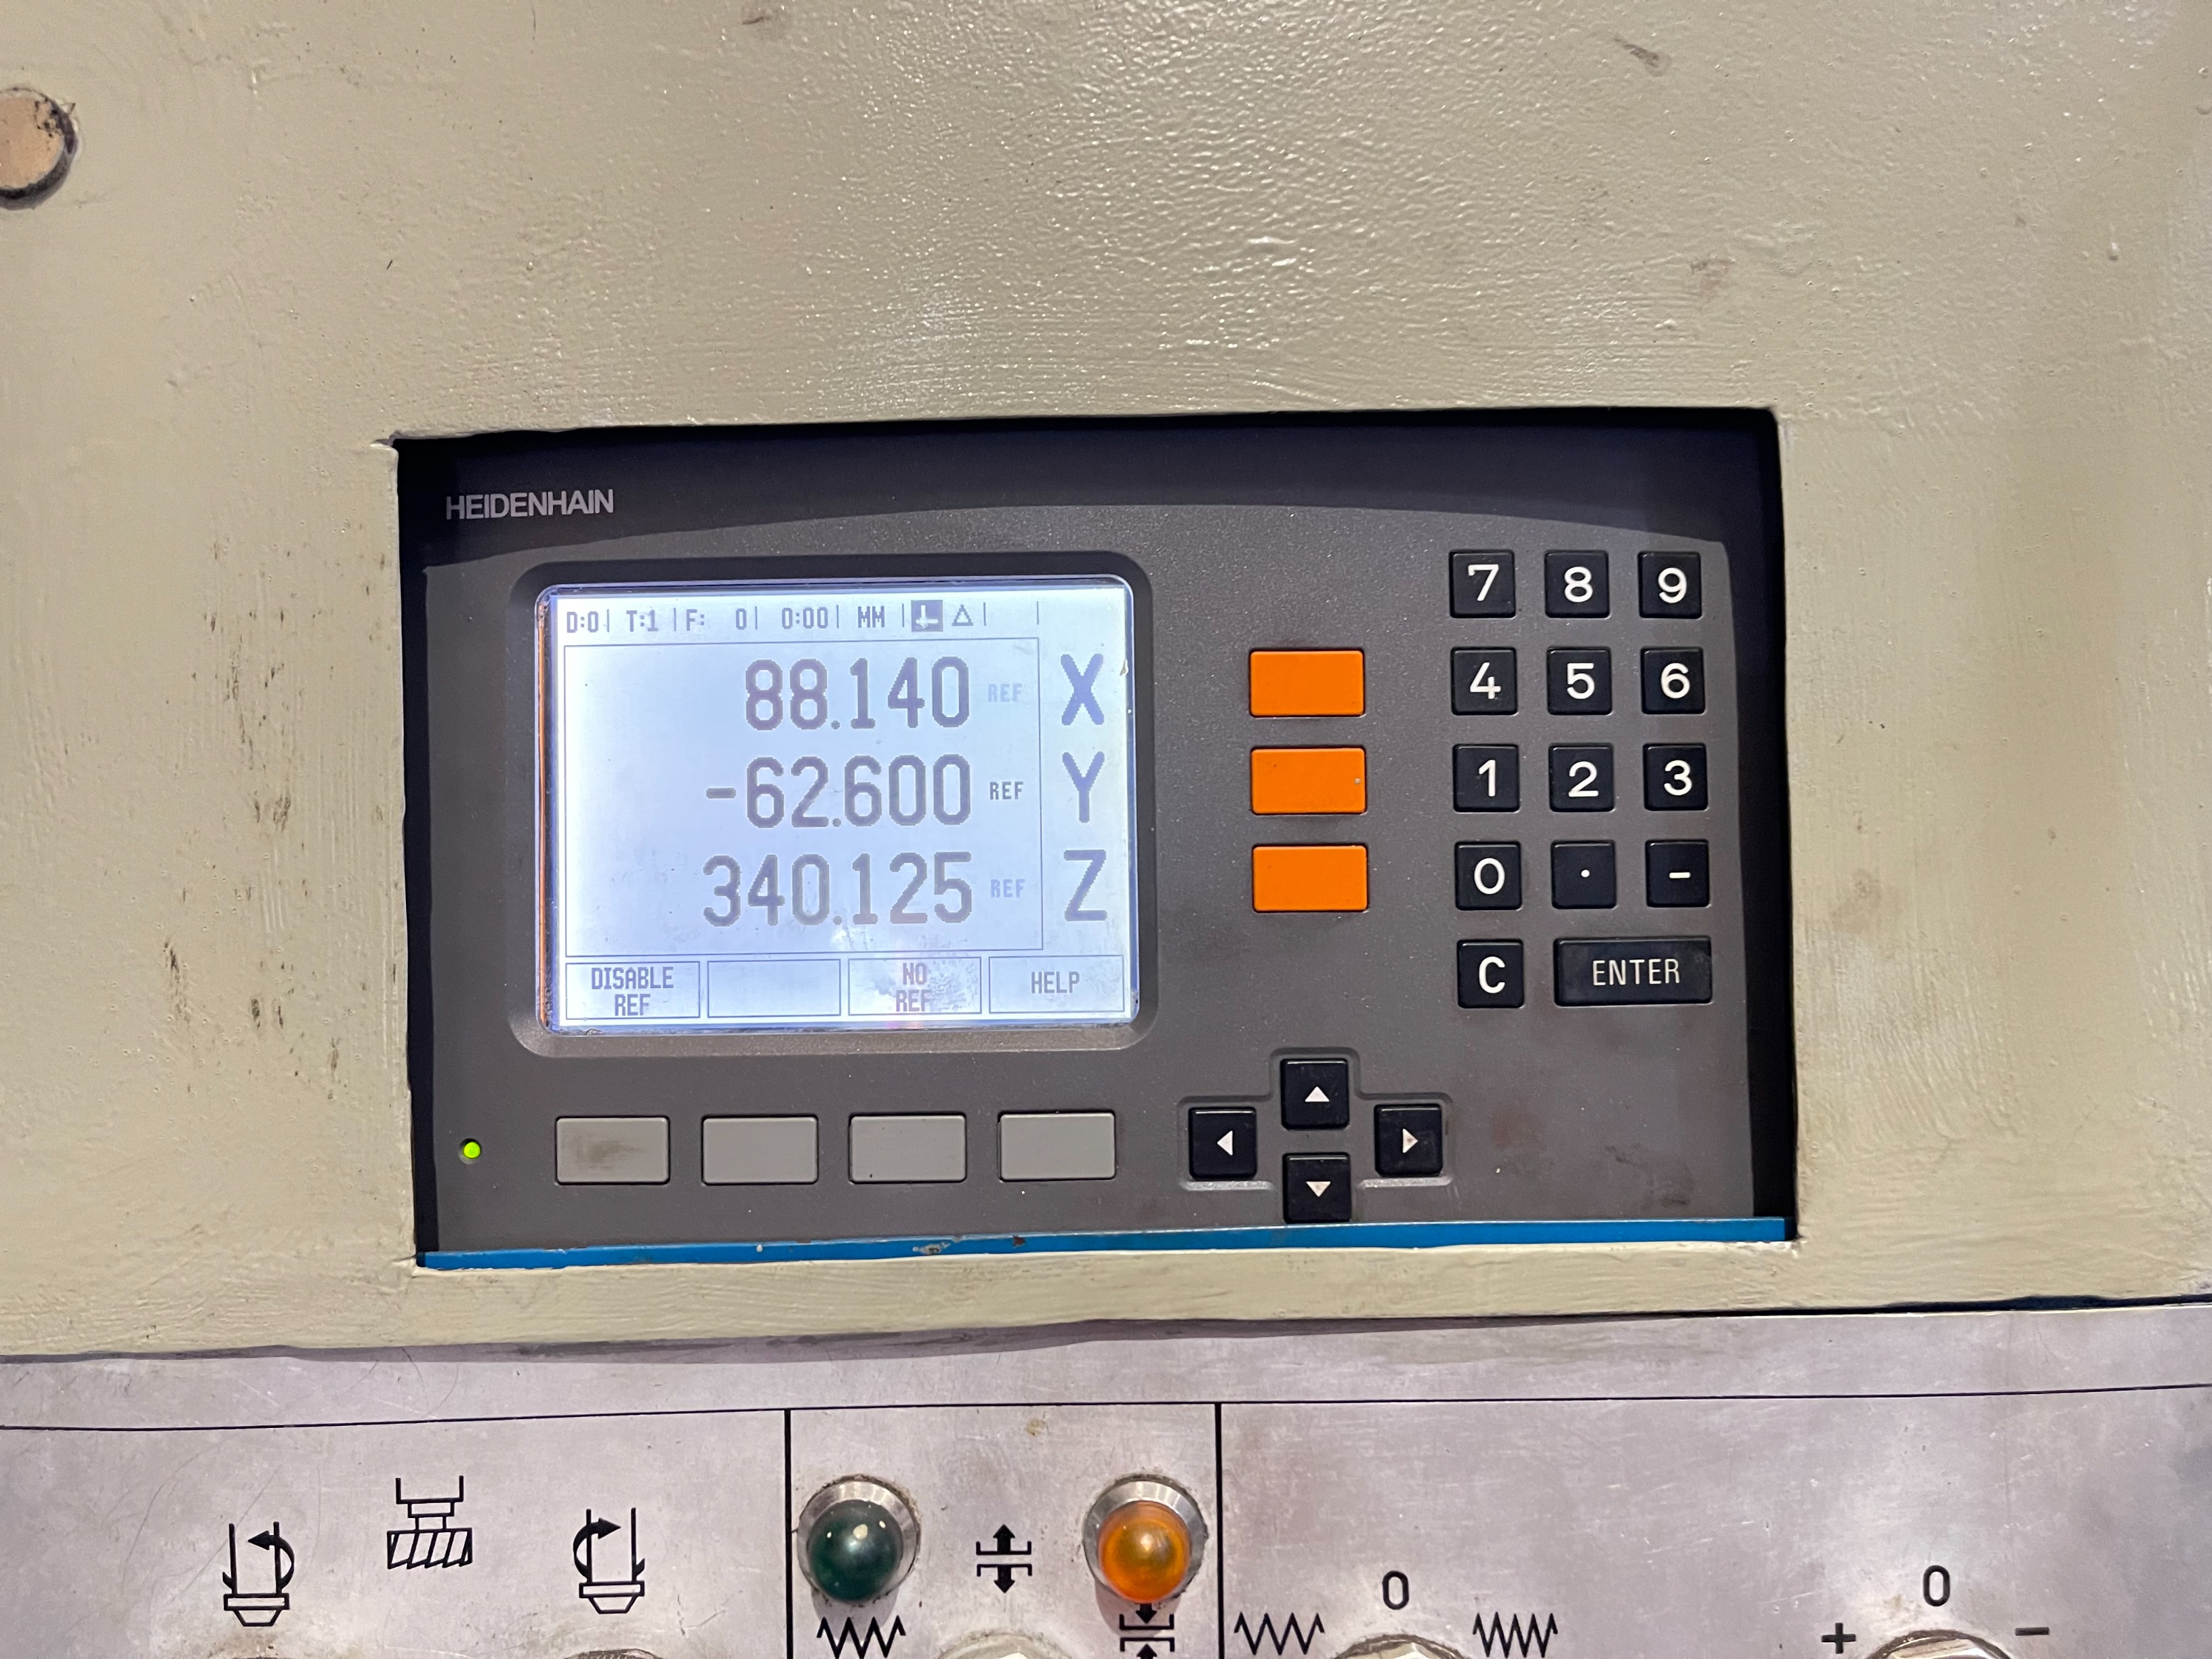 HEIDENHAIN
D:0 T:1 F: 0 0:00 MM
88.140 REF X
-62.600 REF Y
340.125 REF Z
DISABLE REF
NO REF
HELP
7 8 9
4 5 6
1 2 3
0 . -
C ENTER
0
0
+ -